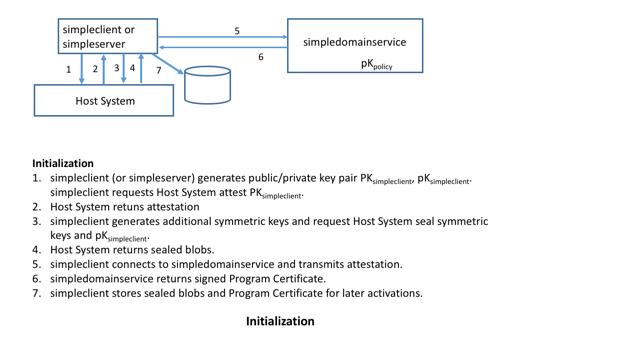 simpleclient or
simpleserver
5
simpledomainservice
6
pKpolicy
1
2
3
4
7
Host System
Initialization
1. simpleclient (or simpleserver) generates public/private key pair PKsimpleclient, pKsimpleclient.
simpleclient requests Host System attest PKsimpleclient.
2. Host System retuns attestation
3. simpleclient generates additional symmetric keys and request Host System seal symmetric
keys and pKsimpleclient.
4. Host System returns sealed blobs.
5. simpleclient connects to simpledomainservice and transmits attestation.
6. simpledomainservice returns signed Program Certificate.
7. simpleclient stores sealed blobs and Program Certificate for later activations.
Initialization